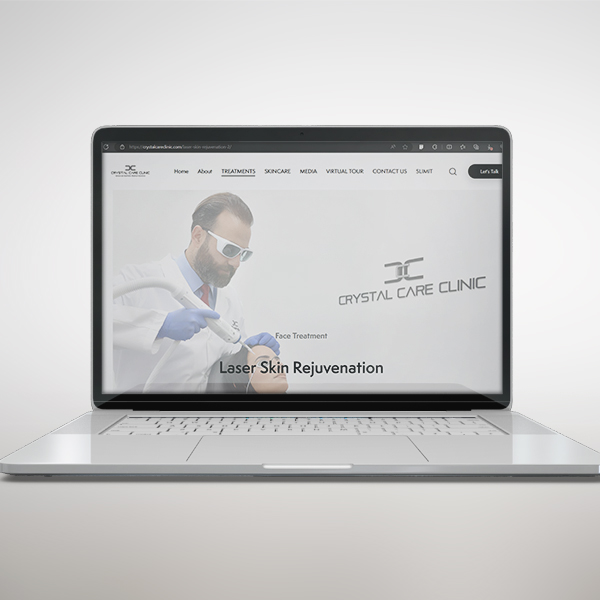 https://crystalcareclinic.com/laser-skin-rejuvenation-2/
CRYSTAL CARE CLINIC
Home About TREATMENTS SKINCARE MEDIA VIRTUAL TOUR CONTACT US SLIMIT Let's Talk
CRYSTAL CARE CLINIC
Face Treatment
Laser Skin Rejuvenation